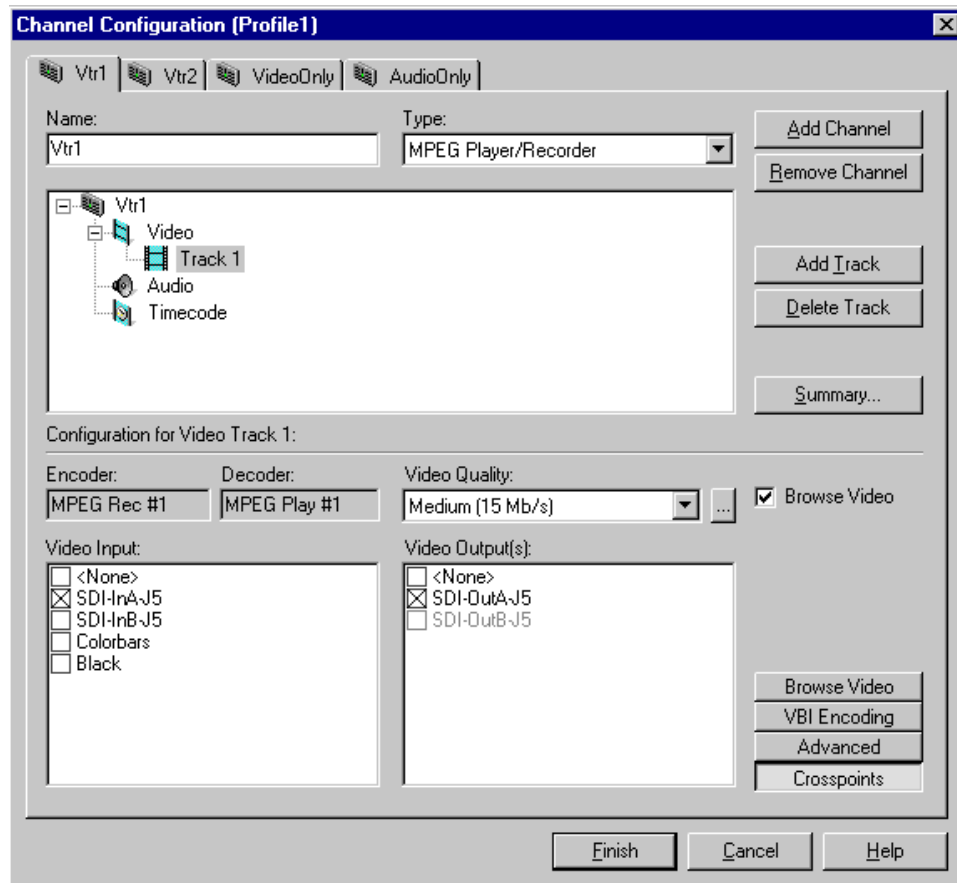 Channel Configuration (Profile1)
Vtr1 Vtr2 VideoOnly AudioOnly
Name: Type:
Vtr1 MPEG Player/Recorder
Add Channel
Remove Channel
Vtr1
Video
Track 1
Audio
Timecode
Add Track
Delete Track
Summary...
Configuration for Video Track 1:
Encoder: Decoder: Video Quality:
MPEG Rec #1 MPEG Play #1 Medium (15 Mb/s) ... Browse Video
Video Input:
<None>
SDI-InA-J5
SDI-InB-J5
Colorbars
Black
Video Output(s):
<None>
SDI-OutA-J5
SDI-OutB-J5
Browse Video
VBI Encoding
Advanced
Crosspoints
Finish Cancel Help